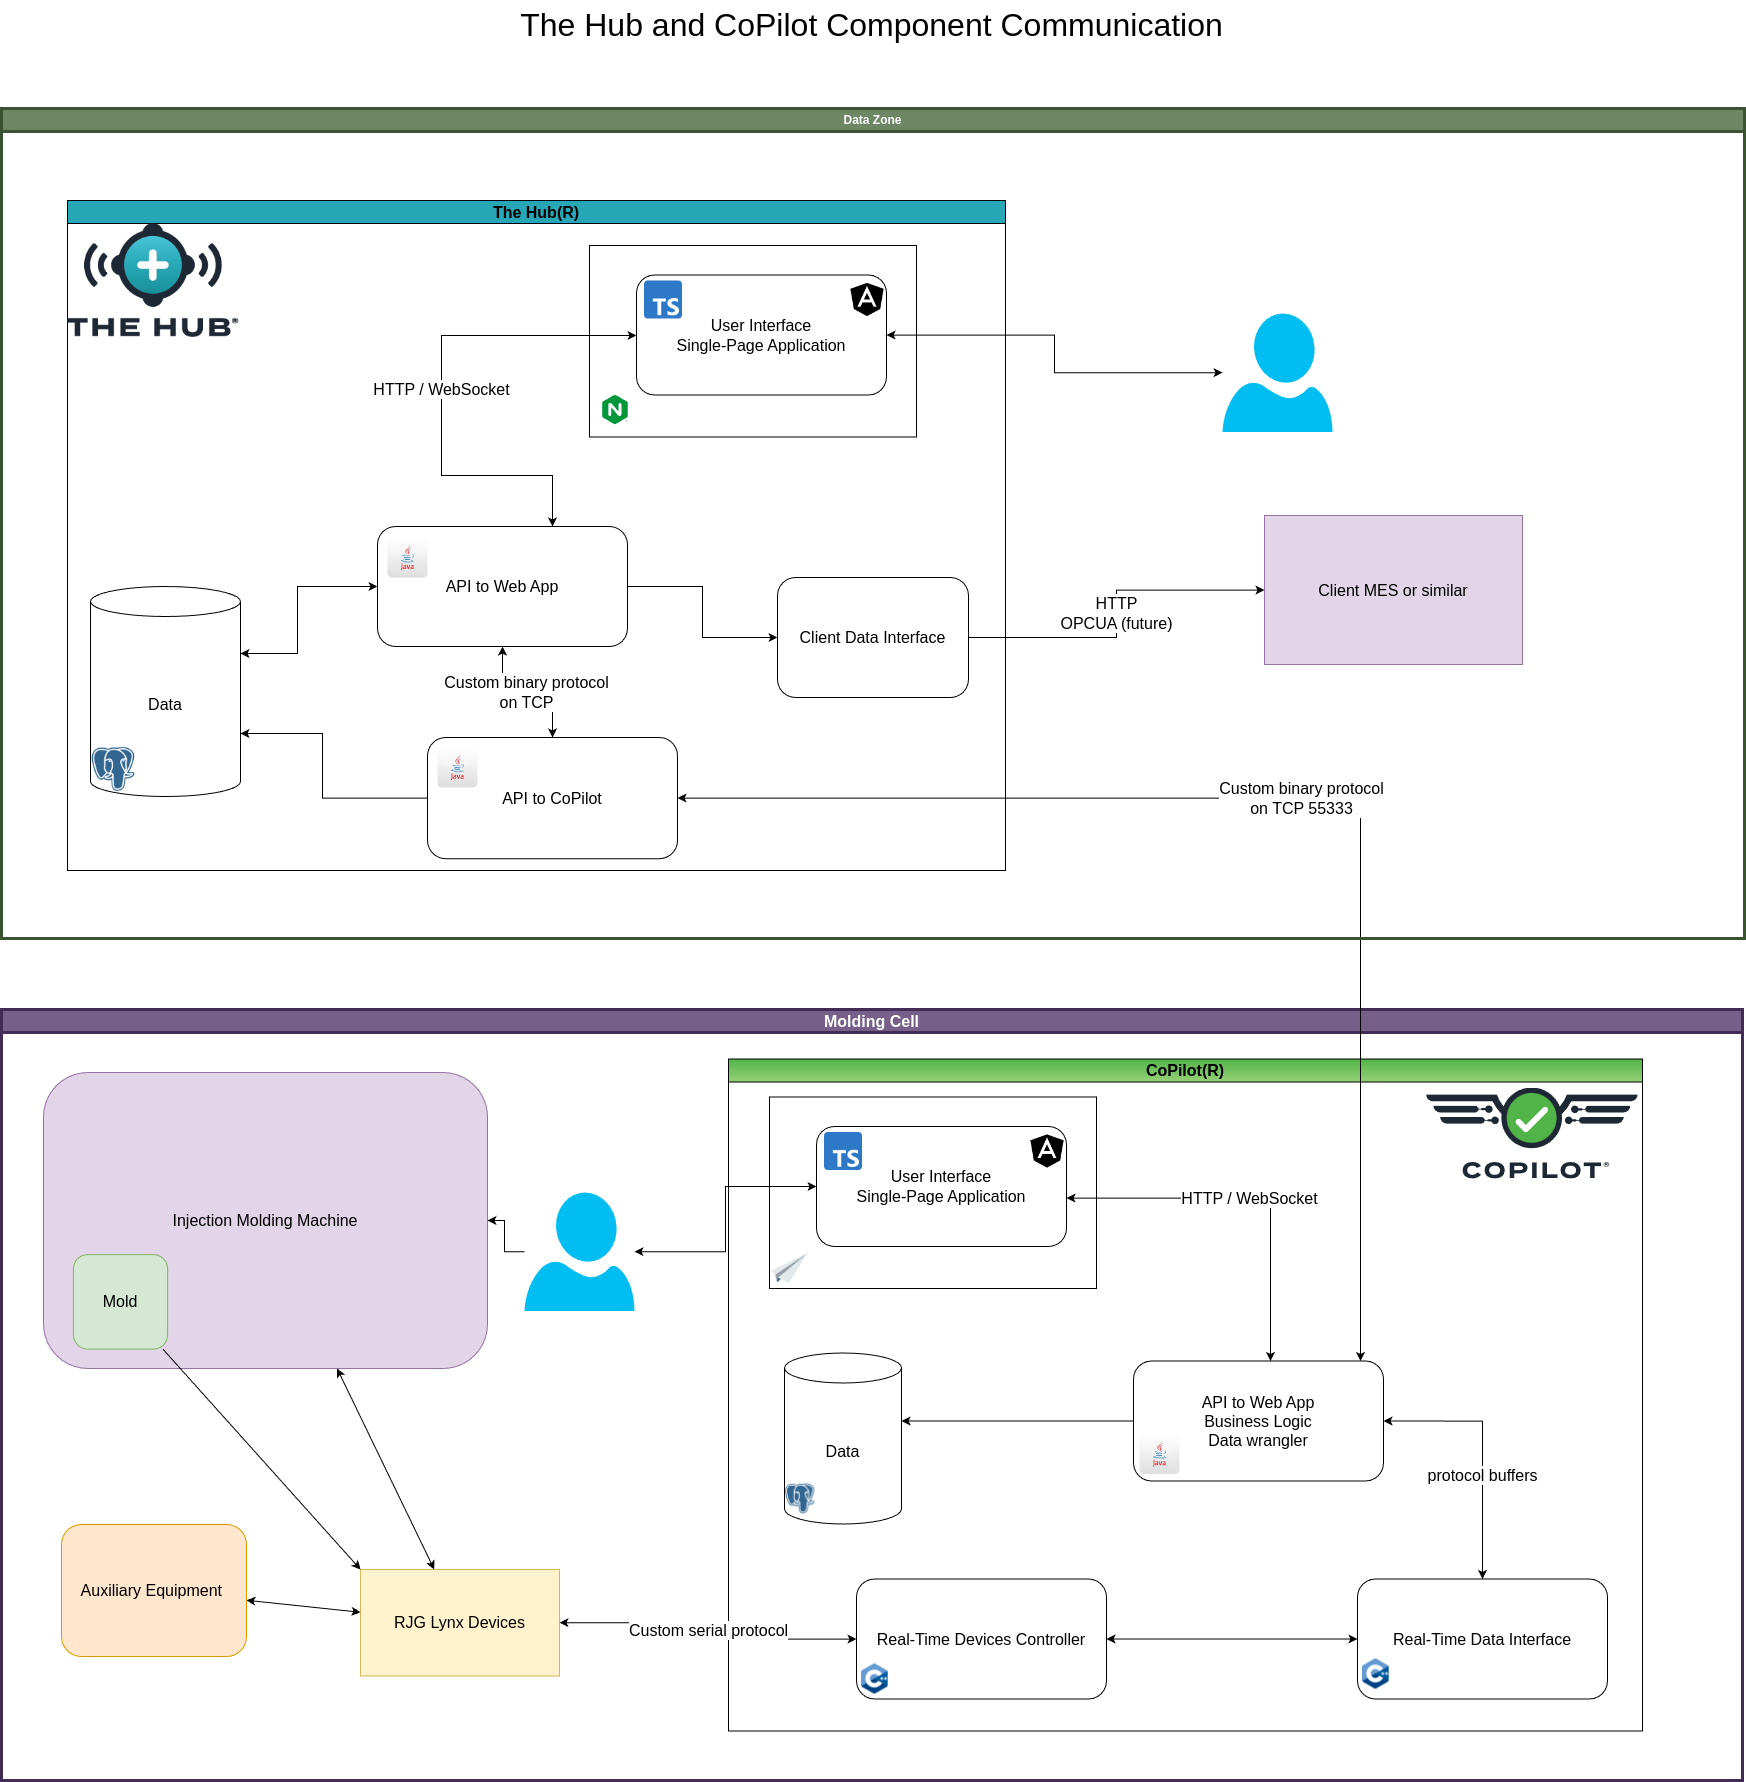 The Hub and CoPilot Component Communication
Data Zone
The Hub(R)
THE HUB®
TS
User Interface
Single-Page Application
A
N
HTTP / WebSocket
Java
API to Web App
Client Data Interface
HTTP
OPCUA (future)
Client MES or similar
Data
Custom binary protocol
on TCP
Java
API to CoPilot
Custom binary protocol
on TCP 55333
Molding Cell
CoPilot(R)
COPILOT®
TS
User Interface
Single-Page Application
A
HTTP / WebSocket
Injection Molding Machine
Mold
Data
API to Web App
Business Logic
Data wrangler
Java
protocol buffers
Auxiliary Equipment
RJG Lynx Devices
Custom serial protocol
Real-Time Devices Controller
C++
Real-Time Data Interface
C++